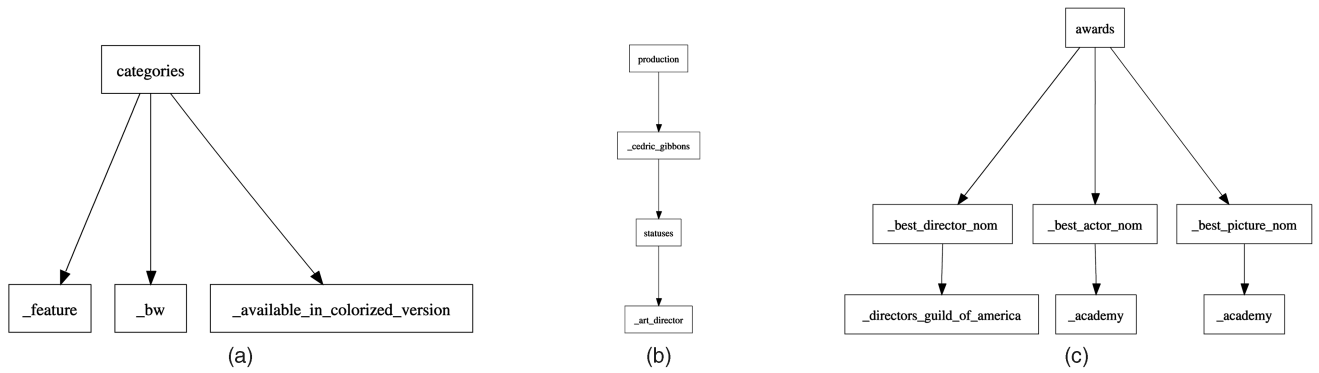 categories
_feature
_bw
_available_in_colorized_version
(a)
production
_cedric_gibbons
statuses
_art_director
(b)
awards
_best_director_nom
_best_actor_nom
_best_picture_nom
_directors_guild_of_america
_academy
_academy
(c)